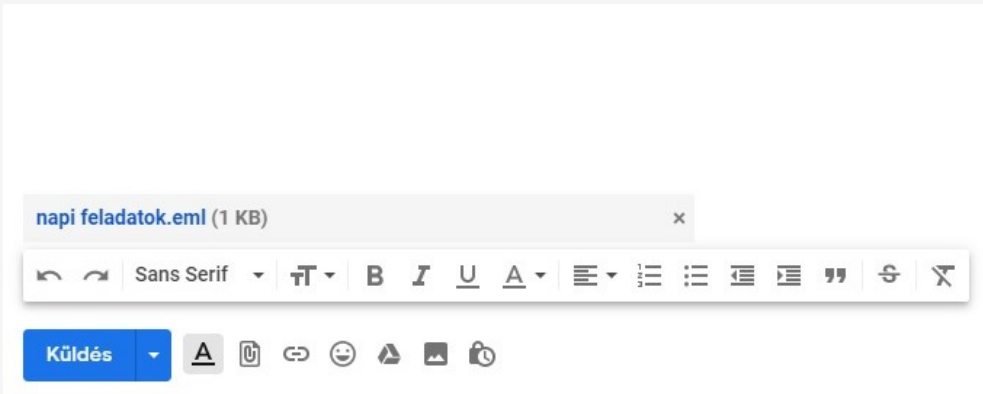 napi feladatok.eml (1 KB) ×
Sans Serif
Küldés